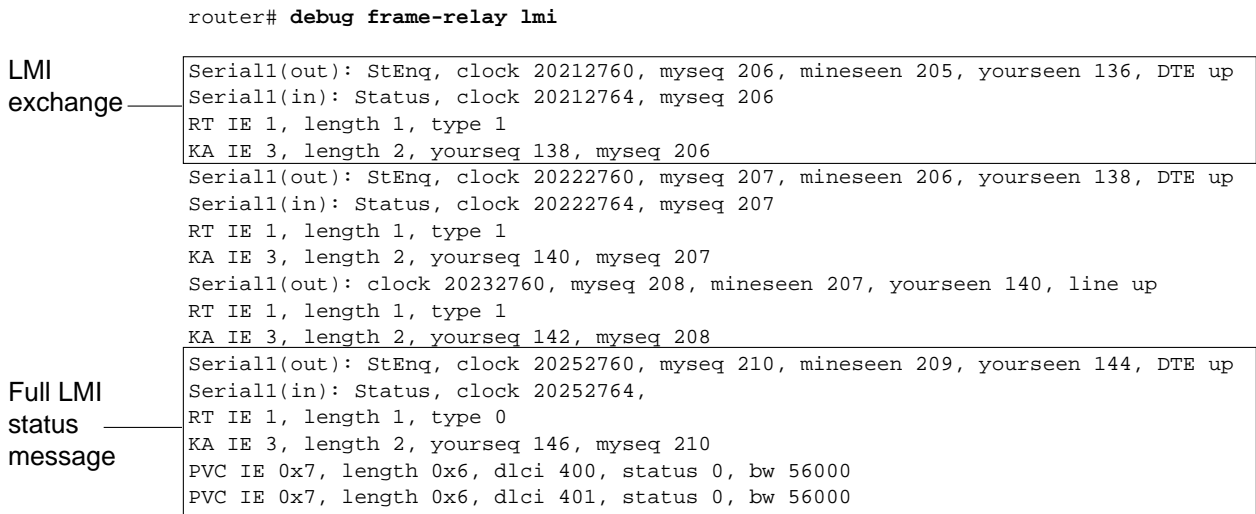 router# debug frame-relay lmi
LMI
exchange
Serial1(out): StEnq, clock 20212760, myseq 206, mineseen 205, yourseen 136, DTE up
Serial1(in): Status, clock 20212764, myseq 206
RT IE 1, length 1, type 1
KA IE 3, length 2, yourseq 138, myseq 206
Serial1(out): StEnq, clock 20222760, myseq 207, mineseen 206, yourseen 138, DTE up
Serial1(in): Status, clock 20222764, myseq 207
RT IE 1, length 1, type 1
KA IE 3, length 2, yourseq 140, myseq 207
Serial1(out): clock 20232760, myseq 208, mineseen 207, yourseen 140, line up
RT IE 1, length 1, type 1
KA IE 3, length 2, yourseq 142, myseq 208
Full LMI
status
message
Serial1(out): StEnq, clock 20252760, myseq 210, mineseen 209, yourseen 144, DTE up
Serial1(in): Status, clock 20252764,
RT IE 1, length 1, type 0
KA IE 3, length 2, yourseq 146, myseq 210
PVC IE 0x7, length 0x6, dlci 400, status 0, bw 56000
PVC IE 0x7, length 0x6, dlci 401, status 0, bw 56000